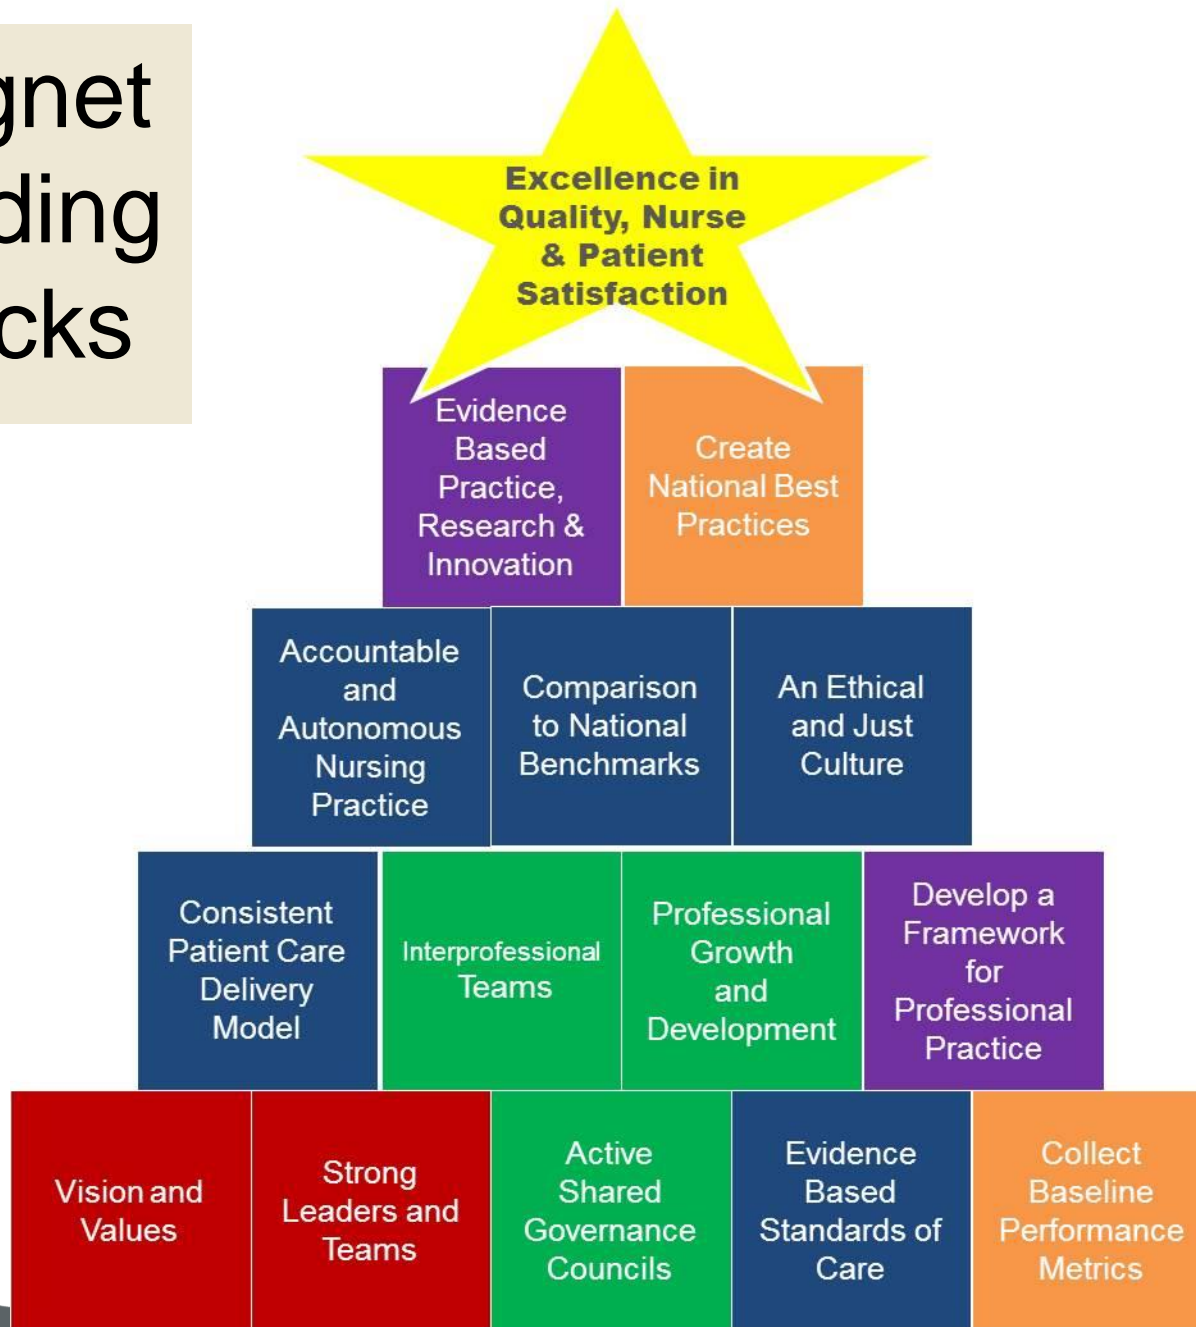 gnet
ding
cks
Excellence in
Quality, Nurse
& Patient
Satisfaction
Evidence
Based
Practice,
Research &
Innovation
Create
National Best
Practices
Accountable
and
Autonomous
Nursing
Practice
Comparison
to National
Benchmarks
An Ethical
and Just
Culture
Consistent
Patient Care
Delivery
Model
Interprofessional
Teams
Professional
Growth
and
Development
Develop a
Framework
for
Professional
Practice
Vision and
Values
Strong
Leaders and
Teams
Active
Shared
Governance
Councils
Evidence
Based
Standards of
Care
Collect
Baseline
Performance
Metrics